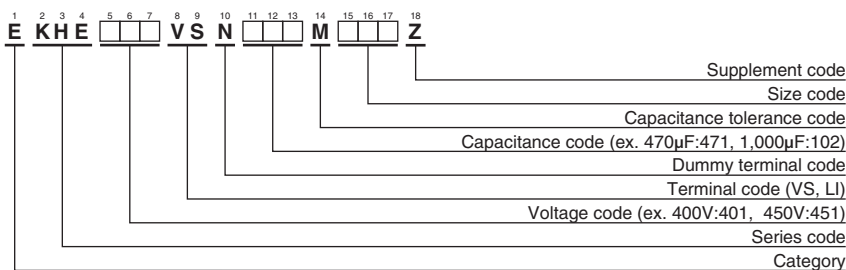 1 2 3 4 5 6 7 8 9 10 11 12 13 14 15 16 17 18
E KHE □□□ VS N □□□ M □□□ Z
Supplement code
Size code
Capacitance tolerance code
Capacitance code (ex. 470μF:471, 1,000μF:102)
Dummy terminal code
Terminal code (VS, LI)
Voltage code (ex. 400V:401, 450V:451)
Series code
Category